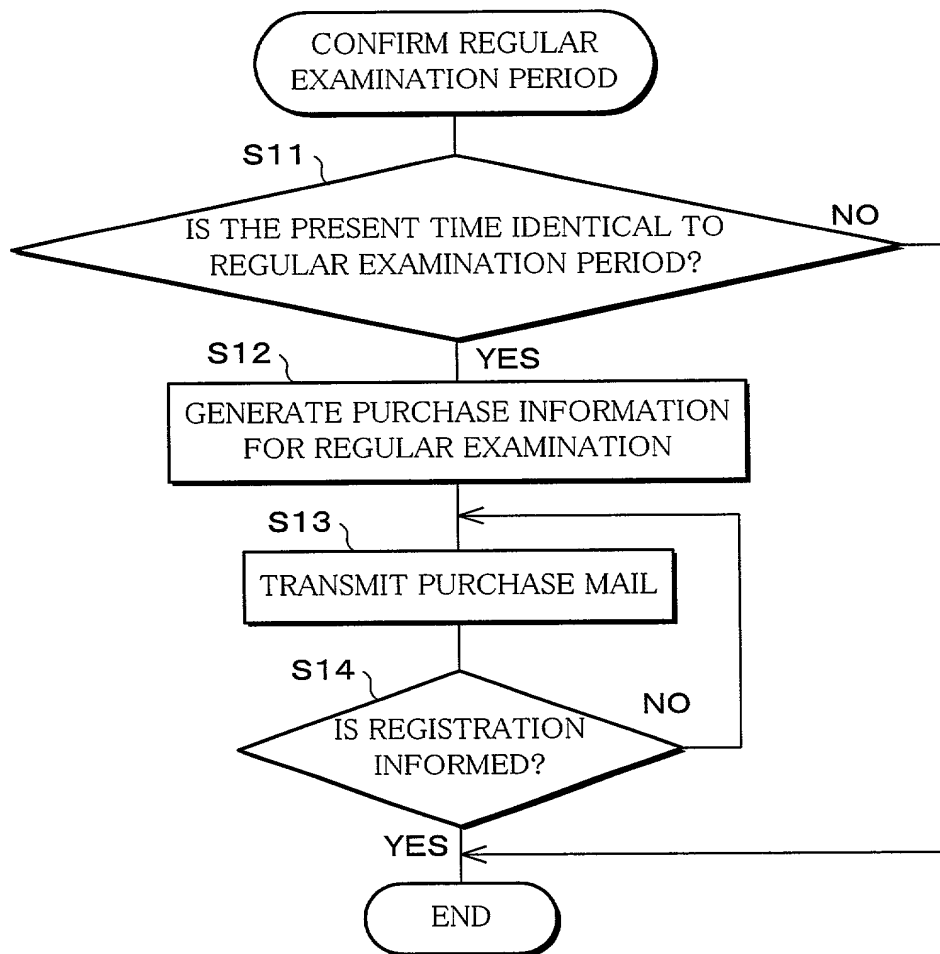 CONFIRM REGULAR
EXAMINATION PERIOD
S11
IS THE PRESENT TIME IDENTICAL TO
REGULAR EXAMINATION PERIOD?
NO
YES
S12
GENERATE PURCHASE INFORMATION
FOR REGULAR EXAMINATION
S13
TRANSMIT PURCHASE MAIL
S14
IS REGISTRATION
INFORMED?
NO
YES
END